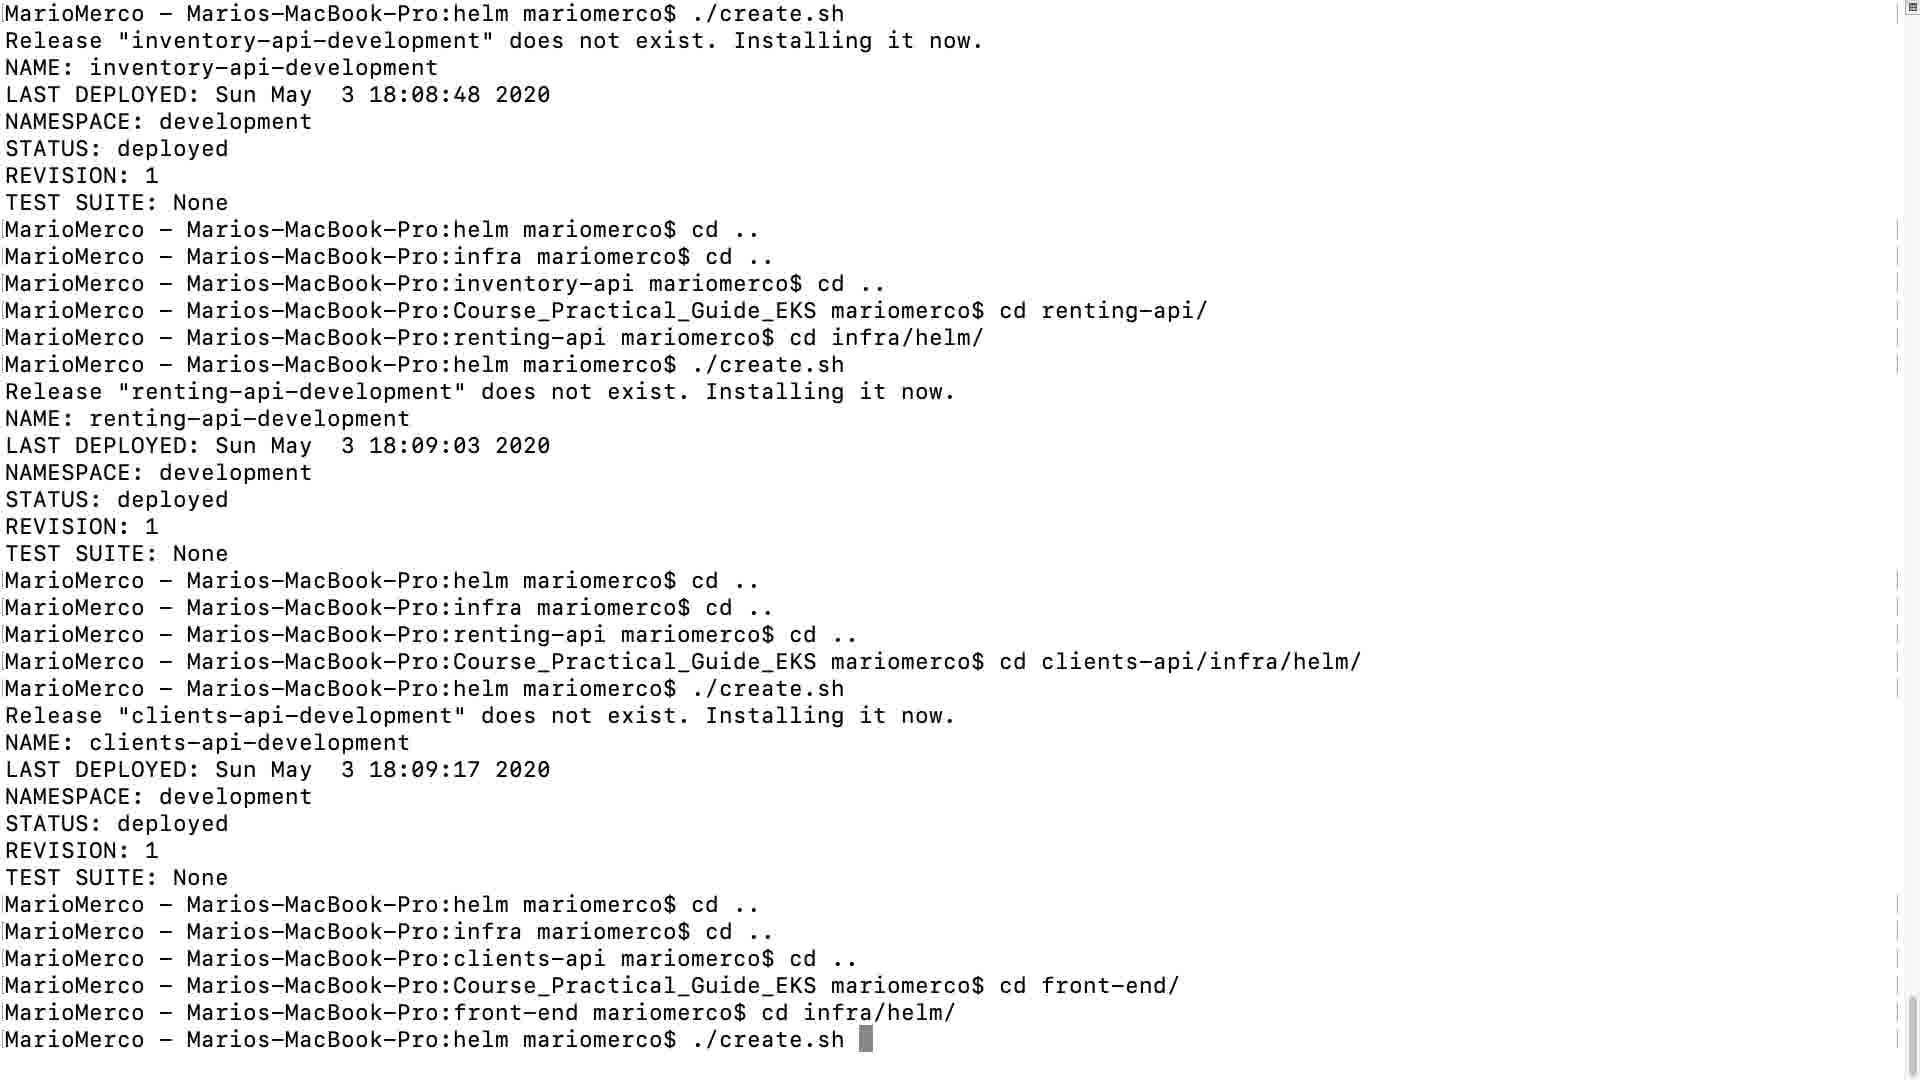 MarioMerco – Marios-MacBook-Pro:helm mariomerco$ ./create.sh
Release "inventory-api-development" does not exist. Installing it now.
NAME: inventory-api-development
LAST DEPLOYED: Sun May  3 18:08:48 2020
NAMESPACE: development
STATUS: deployed
REVISION: 1
TEST SUITE: None
MarioMerco – Marios-MacBook-Pro:helm mariomerco$ cd ..
MarioMerco – Marios-MacBook-Pro:infra mariomerco$ cd ..
MarioMerco – Marios-MacBook-Pro:inventory-api mariomerco$ cd ..
MarioMerco – Marios-MacBook-Pro:Course_Practical_Guide_EKS mariomerco$ cd renting-api/
MarioMerco – Marios-MacBook-Pro:renting-api mariomerco$ cd infra/helm/
MarioMerco – Marios-MacBook-Pro:helm mariomerco$ ./create.sh
Release "renting-api-development" does not exist. Installing it now.
NAME: renting-api-development
LAST DEPLOYED: Sun May  3 18:09:03 2020
NAMESPACE: development
STATUS: deployed
REVISION: 1
TEST SUITE: None
MarioMerco – Marios-MacBook-Pro:helm mariomerco$ cd ..
MarioMerco – Marios-MacBook-Pro:infra mariomerco$ cd ..
MarioMerco – Marios-MacBook-Pro:renting-api mariomerco$ cd ..
MarioMerco – Marios-MacBook-Pro:Course_Practical_Guide_EKS mariomerco$ cd clients-api/infra/helm/
MarioMerco – Marios-MacBook-Pro:helm mariomerco$ ./create.sh
Release "clients-api-development" does not exist. Installing it now.
NAME: clients-api-development
LAST DEPLOYED: Sun May  3 18:09:17 2020
NAMESPACE: development
STATUS: deployed
REVISION: 1
TEST SUITE: None
MarioMerco – Marios-MacBook-Pro:helm mariomerco$ cd ..
MarioMerco – Marios-MacBook-Pro:infra mariomerco$ cd ..
MarioMerco – Marios-MacBook-Pro:clients-api mariomerco$ cd ..
MarioMerco – Marios-MacBook-Pro:Course_Practical_Guide_EKS mariomerco$ cd front-end/
MarioMerco – Marios-MacBook-Pro:front-end mariomerco$ cd infra/helm/
MarioMerco – Marios-MacBook-Pro:helm mariomerco$ ./create.sh